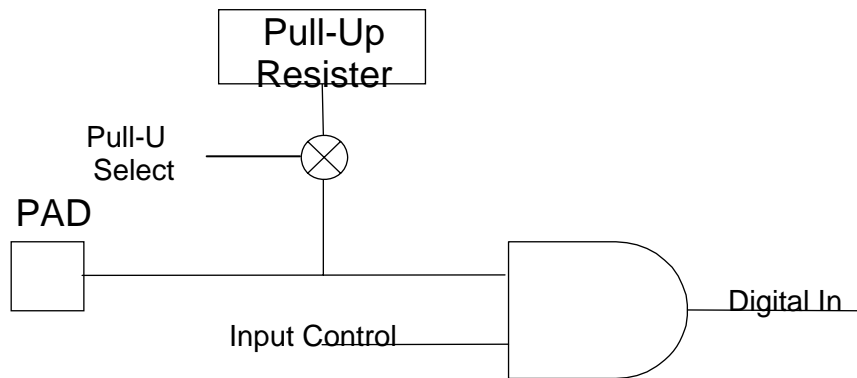 Pull-Up
Resister
Pull-U
Select
PAD
Digital In
Input Control